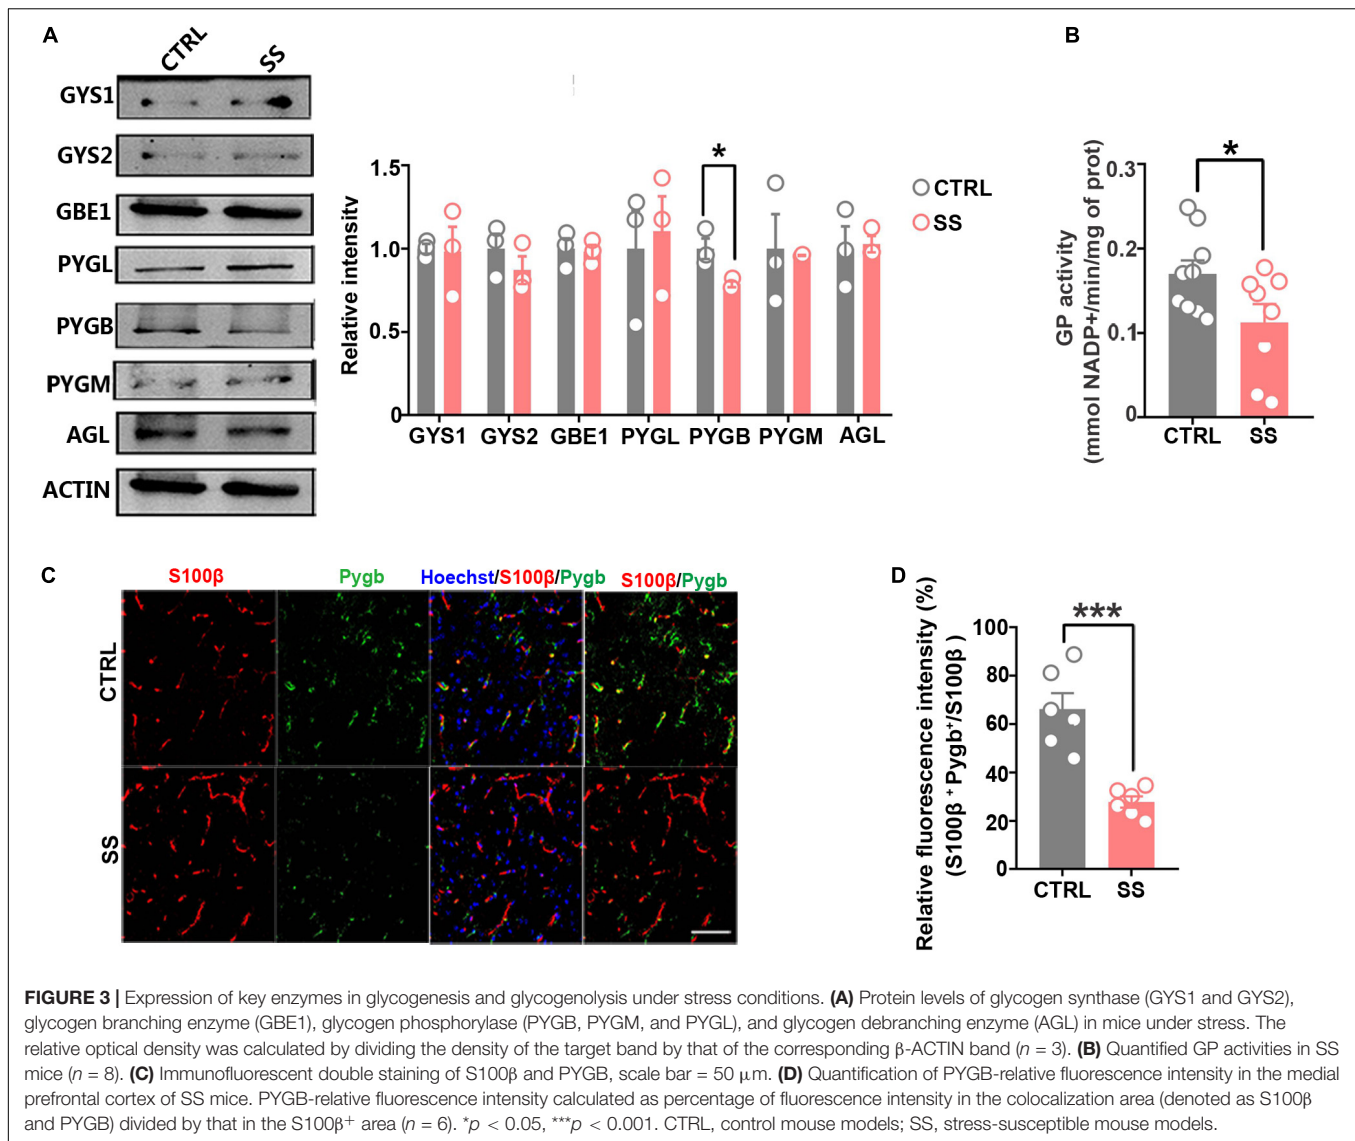 A
CTRL
SS
GYS1
GYS2
GBE1
PYGL
PYGB
PYGM
AGL
ACTIN
Relative intensity
1.5
1.0
0.5
0
*
GYS1 GYS2 GBE1 PYGL PYGB PYGM AGL
CTRL
SS
B
GP activity
(mmol NADP+/min/mg of prot)
0.3
0.2
0.1
0
*
CTRL SS
C
S100β Pygb Hoechst/S100β/Pygb S100β/Pygb
CTRL
SS
D
Relative fluorescence intensity (%)
(S100β⁺Pygb⁺/S100β)
100
80
60
40
20
0
***
CTRL SS
FIGURE 3 | Expression of key enzymes in glycogenesis and glycogenolysis under stress conditions. (A) Protein levels of glycogen synthase (GYS1 and GYS2),
glycogen branching enzyme (GBE1), glycogen phosphorylase (PYGB, PYGM, and PYGL), and glycogen debranching enzyme (AGL) in mice under stress. The
relative optical density was calculated by dividing the density of the target band by that of the corresponding β-ACTIN band (n = 3). (B) Quantified GP activities in SS
mice (n = 8). (C) Immunofluorescent double staining of S100β and PYGB, scale bar = 50 μm. (D) Quantification of PYGB-relative fluorescence intensity in the medial
prefrontal cortex of SS mice. PYGB-relative fluorescence intensity calculated as percentage of fluorescence intensity in the colocalization area (denoted as S100β
and PYGB) divided by that in the S100β⁺ area (n = 6). *p < 0.05, ***p < 0.001. CTRL, control mouse models; SS, stress-susceptible mouse models.